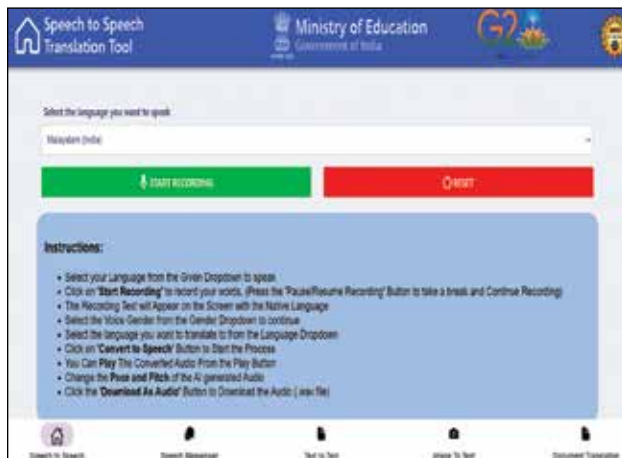 Speech to Speech
Translation Tool
Ministry of Education
Government of India
G2
Select the language you want to speak
Malayalam (India)
START RECORDING
RESET
Instructions:
Select your Language from the Given Dropdown to speak
Click on 'Start Recording' to record your words, (Press the 'Pause/Resume Recording' Button to take a break and Continue Recording)
The Recording Text will Appear on the Screen with the Native Language
Select the Voice Gender from the Gender Dropdown to continue
Select the language you want to translate to from the Language Dropdown
Click on 'Convert to Speech' Button to Start the Process
You Can Play The Converted Audio From the Play Button
Change the and Pitch of the AI generated Audio
Click the 'Download As Audio' Button to Download the Audio (.wav file)
Speech to Speech
Speech
Text to Text
Image To Text
Document Translation